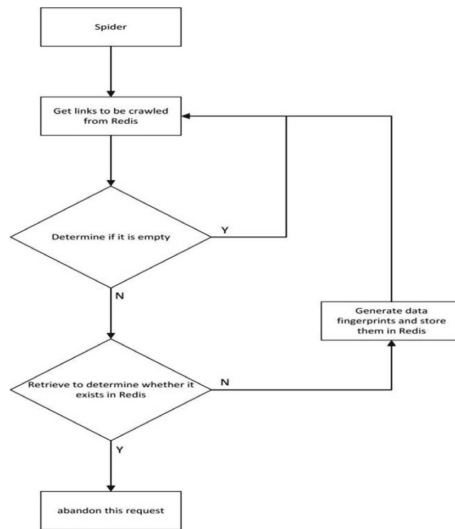 Spider
Get links to be crawled
from Redis
Determine if it is empty
Y
N
Generate data
fingerprints and store
them in Redis
Retrieve to determine whether it
exists in Redis
N
Y
abandon this request